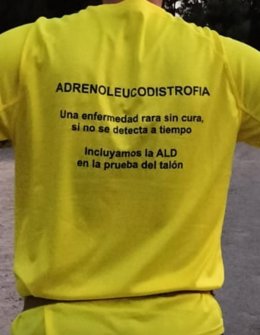 ADRENOLEUCODISTROFIA
Una enfermedad rara sin cura,
si no se detecta a tiempo
Incluyamos la ALD
en la prueba del talón